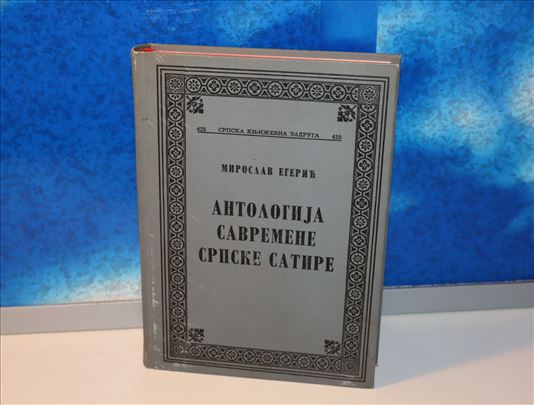 425 СРПСКА КЊИЖЕВНА ЗАДРУГА 425
МИРОСЛАВ ЕГЕРИЋ
АНТОЛОГИЈА
САВРЕМЕНЕ
СРПСКЕ САТИРЕ